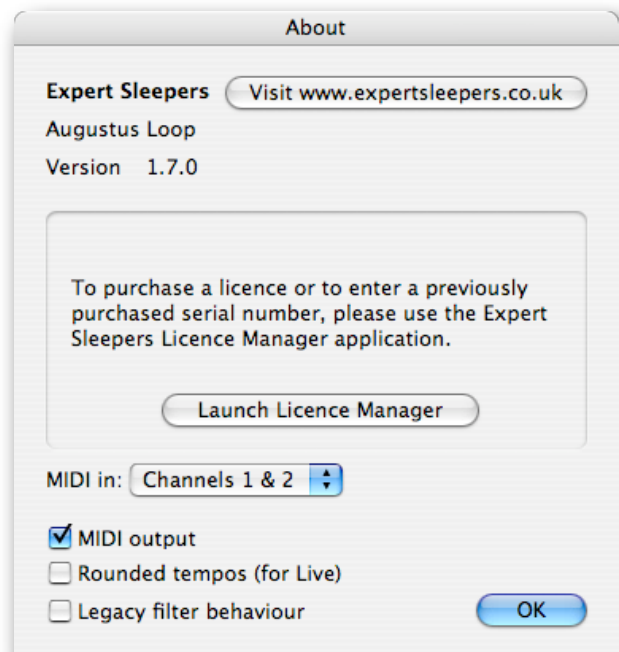 About
Expert Sleepers
Visit www.expertsleepers.co.uk
Augustus Loop
Version 1.7.0
To purchase a licence or to enter a previously
purchased serial number, please use the Expert
Sleepers Licence Manager application.
Launch Licence Manager
MIDI in: Channels 1 & 2
MIDI output
Rounded tempos (for Live)
Legacy filter behaviour
OK